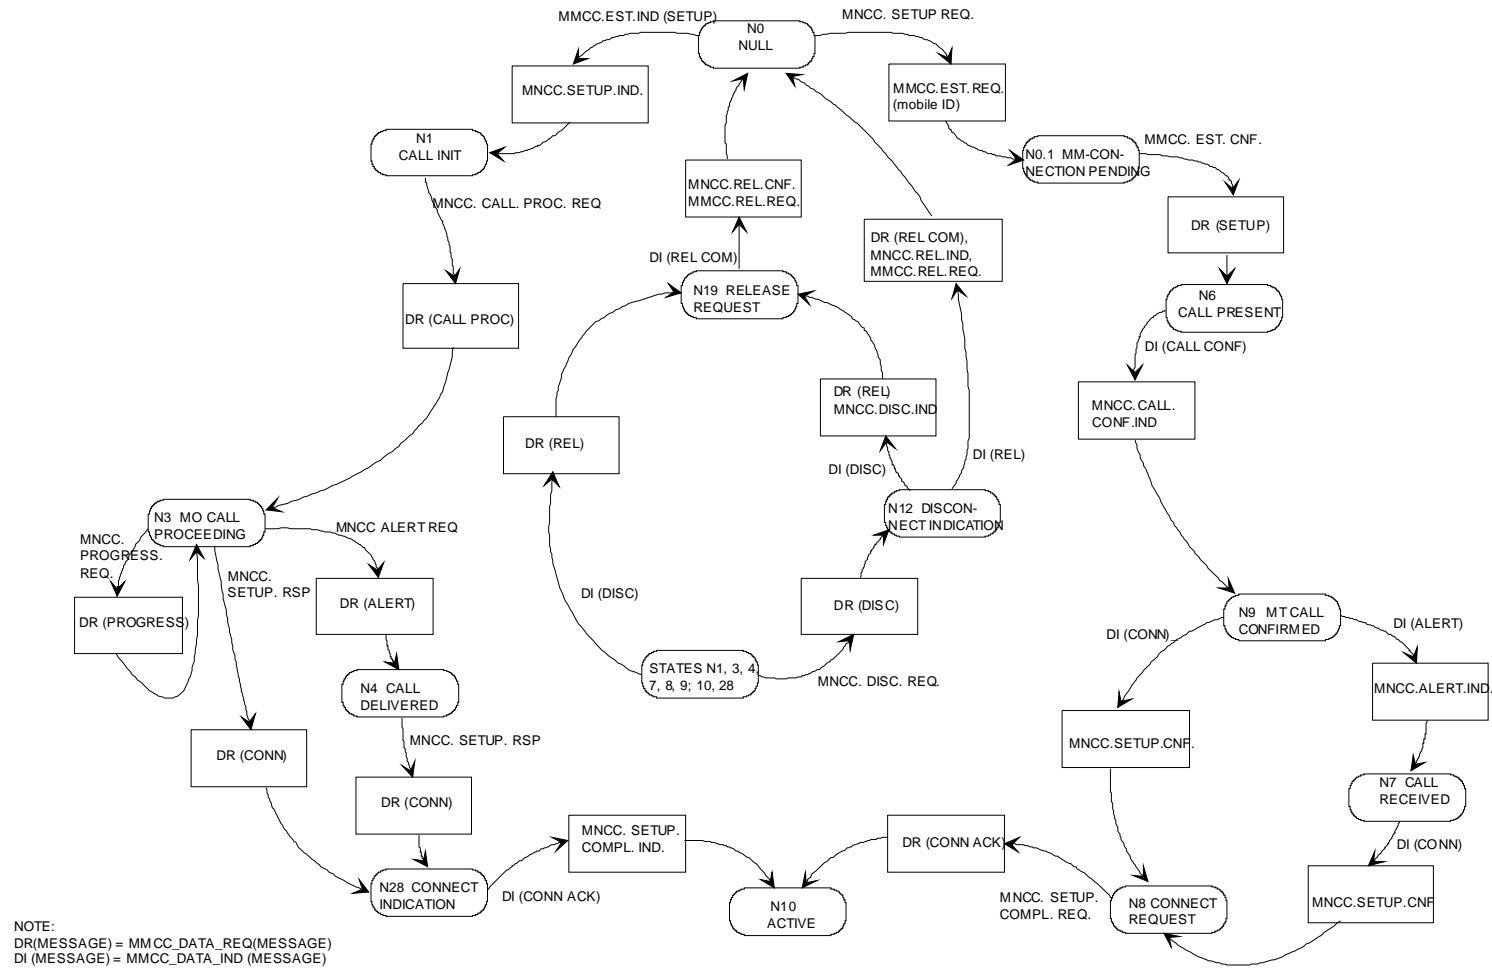 MMCC.EST.IND (SETUP)
N0
NULL
MNCC. SETUP REQ.
MNCC.SETUP.IND.
MMCC.EST.REQ.
(mobile ID)
N1
CALL INIT
N0.1 MM-CON-
NECTION PENDING
MMCC. EST. CNF.
MNCC. CALL. PROC. REQ
MNCC.REL.CNF.
MMCC.REL.REQ.
DR (SETUP)
DI (REL COM)
DR (REL COM),
MNCC.REL.IND,
MMCC.REL.REQ.
N19 RELEASE
REQUEST
N6
CALL PRESENT
DR (CALL PROC)
DI (CALL CONF)
DR (REL)
MNCC.DISC.IND
MNCC.CALL.
CONF.IND
DR (REL)
DI (DISC)
DI (REL)
N3 MO CALL
PROCEEDING
MNCC ALERT REQ
N12 DISCON-
NECT INDICATION
MNCC.
PROGRESS.
REQ.
MNCC.
SETUP. RSP
DI (DISC)
DR (ALERT)
DR (DISC)
DR (PROGRESS)
N9 MT CALL
CONFIRMED
DI (CONN)
DI (ALERT)
STATES N1, 3, 4,
7, 8, 9; 10, 28
MNCC. DISC. REQ.
N4 CALL
DELIVERED
MNCC.ALERT.IND.
MNCC. SETUP. RSP
DR (CONN)
MNCC.SETUP.CNF.
N7 CALL
RECEIVED
DR (CONN)
MNCC. SETUP.
COMPL. IND.
DR (CONN ACK)
DI (CONN)
N28 CONNECT
INDICATION
DI (CONN ACK)
N10
ACTIVE
MNCC. SETUP.
COMPL. REQ.
N8 CONNECT
REQUEST
MNCC.SETUP.CNF
NOTE:
DR(MESSAGE) = MMCC_DATA_REQ(MESSAGE)
DI (MESSAGE) = MMCC_DATA_IND (MESSAGE)